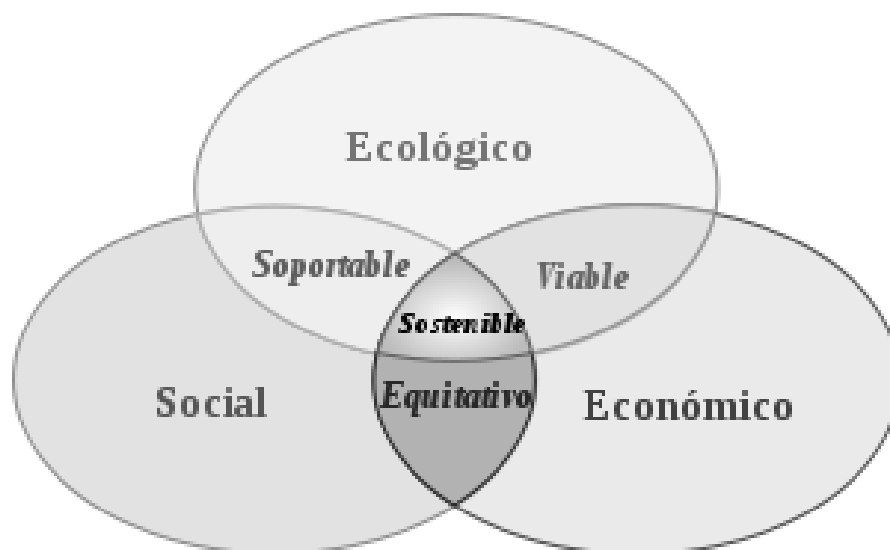 Ecológico
Soportable
Viable
Sostenible
Social
Equitativo
Económico